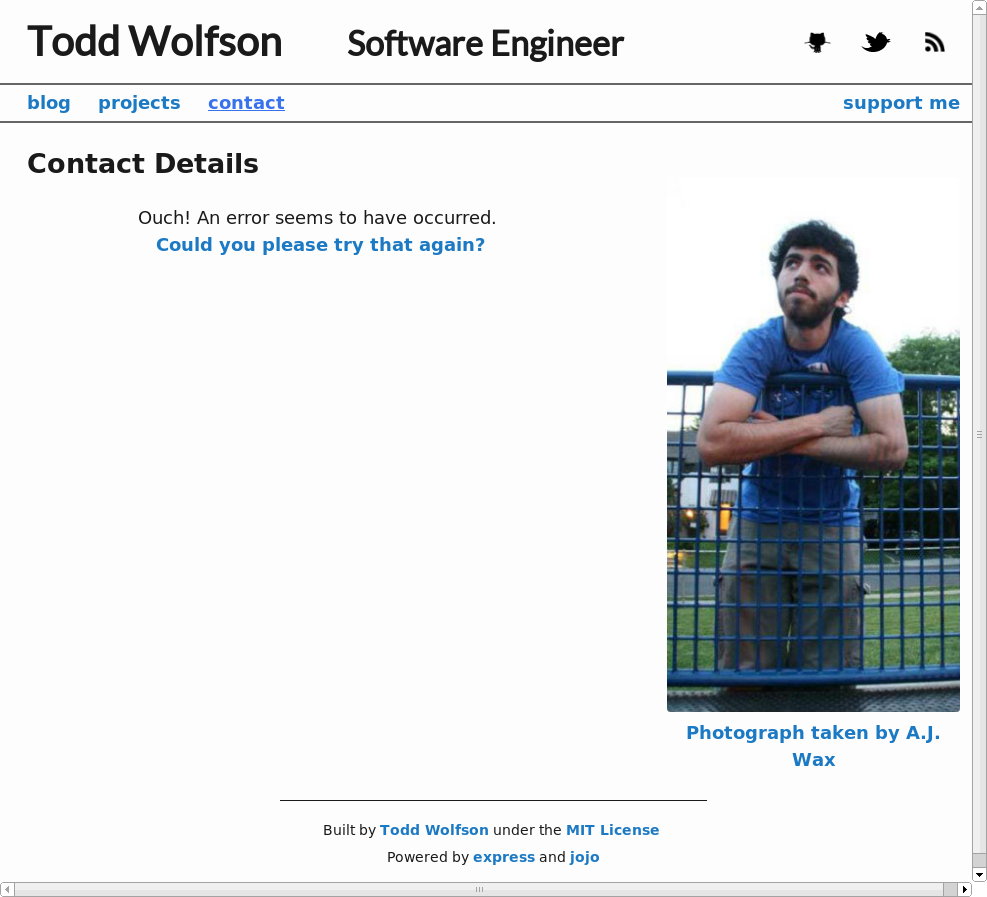 Todd Wolfson
Software Engineer
blog projects contact support me
Contact Details
Ouch! An error seems to have occurred.
Could you please try that again?
Photograph taken by A.J.
Wax
Built by Todd Wolfson under the MIT License
Powered by express and jojo